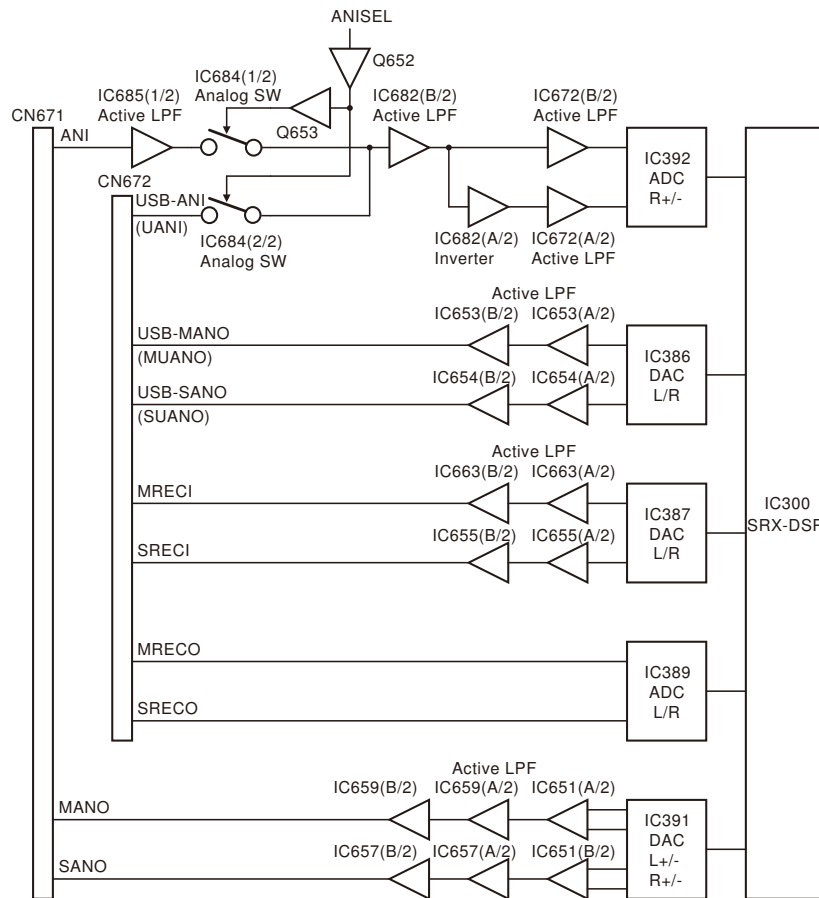 ANISEL
Q652
IC685(1/2)
Active LPF
IC684(1/2)
Analog SW
Q653
IC682(B/2)
Active LPF
IC672(B/2)
Active LPF
CN671
ANI
CN672
USB-ANI
(UANI)
IC684(2/2)
Analog SW
IC682(A/2)
Inverter
IC672(A/2)
Active LPF
IC392
ADC
R+/-
Active LPF
IC653(B/2) IC653(A/2)
USB-MANO
(MUANO)
IC654(B/2) IC654(A/2)
USB-SANO
(SUANO)
IC386
DAC
L/R
Active LPF
IC663(B/2) IC663(A/2)
MRECI
IC655(B/2) IC655(A/2)
SRECI
IC387
DAC
L/R
IC300
SRX-DSP
MRECO
SRECO
IC389
ADC
L/R
Active LPF
IC659(B/2) IC659(A/2) IC651(A/2)
MANO
IC657(B/2) IC657(A/2) IC651(B/2)
SANO
IC391
DAC
L+/-
R+/-